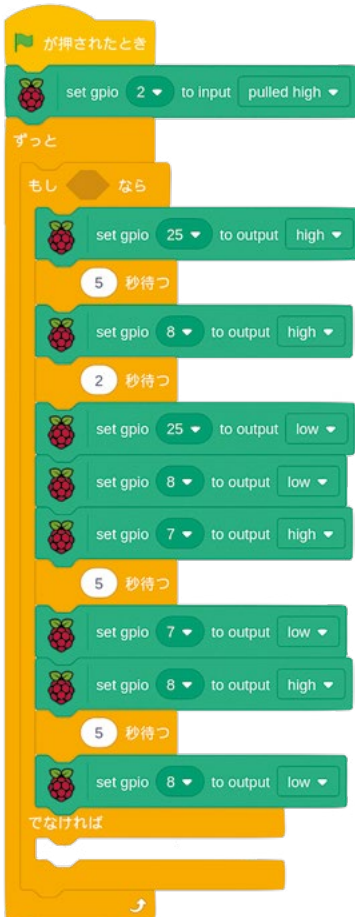 が押されたとき
set gpio 2 to input pulled high
ずっと
もし なら
set gpio 25 to output high
5 秒待つ
set gpio 8 to output high
2 秒待つ
set gpio 25 to output low
set gpio 8 to output low
set gpio 7 to output high
5 秒待つ
set gpio 7 to output low
set gpio 8 to output high
5 秒待つ
set gpio 8 to output low
でなければ